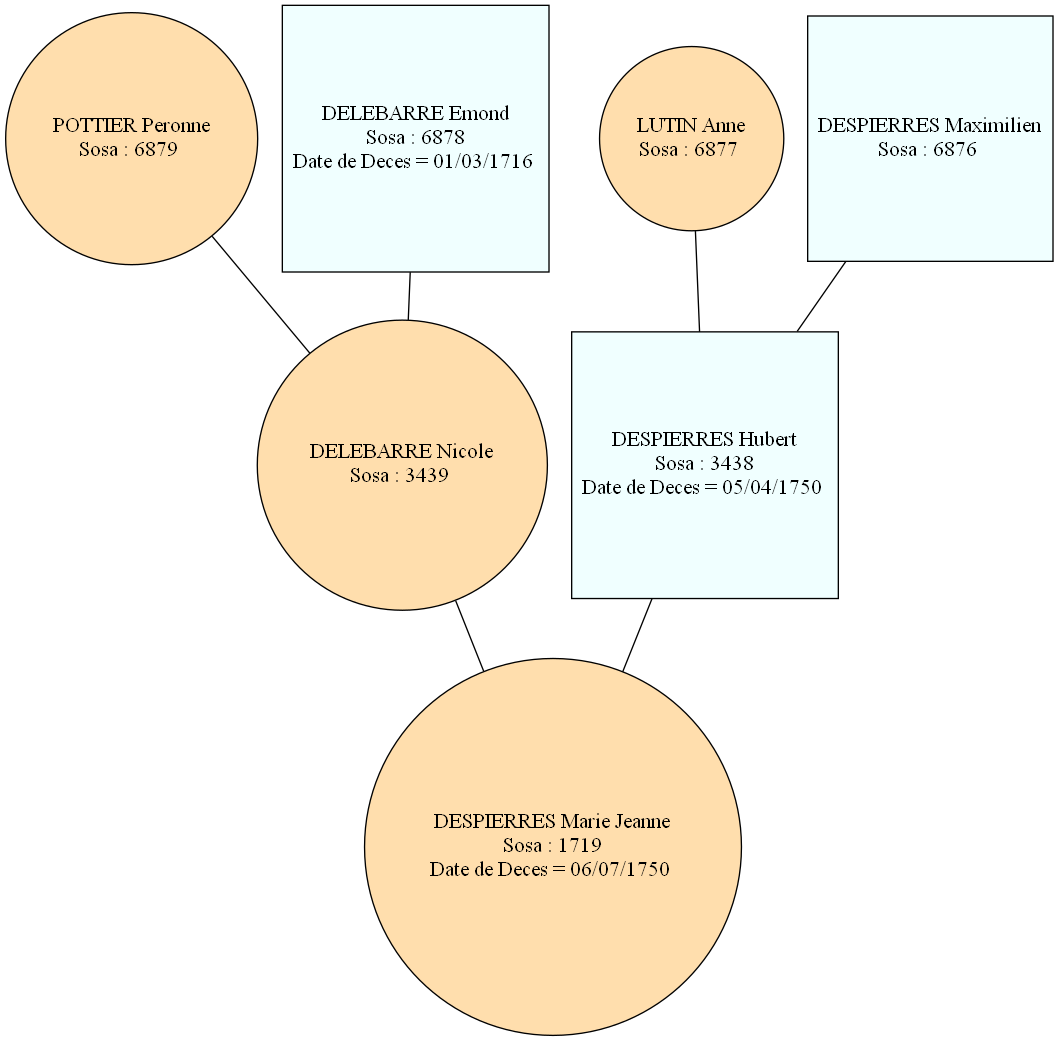 POTTIER Peronne
Sosa : 6879
DELEBARRE Emond
Sosa : 6878
Date de Deces = 01/03/1716
LUTIN Anne
Sosa : 6877
DESPIERRES Maximilien
Sosa : 6876
DELEBARRE Nicole
Sosa : 3439
DESPIERRES Hubert
Sosa : 3438
Date de Deces = 05/04/1750
DESPIERRES Marie Jeanne
Sosa : 1719
Date de Deces = 06/07/1750